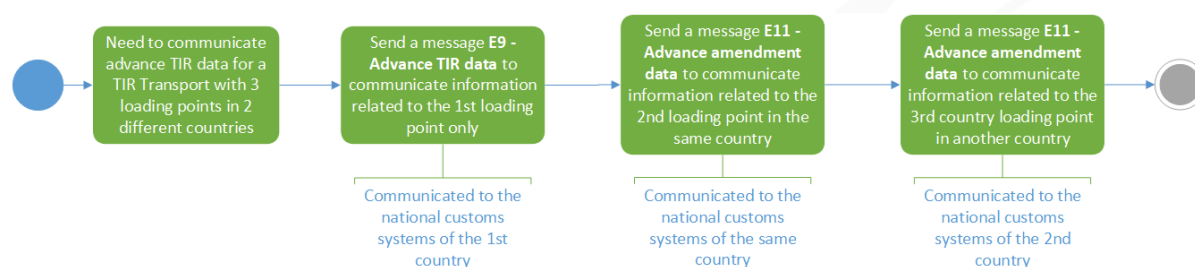 Need to communicate
advance TIR data for a
TIR Transport with 3
loading points in 2
different countries
Send a message E9 -
Advance TIR data to
communicate information
related to the 1st loading
point only
Send a message E11 -
Advance amendment
data to communicate
information related to the
2nd loading point in the
same country
Send a message E11 -
Advance amendment
data to communicate
information related to the
3rd country loading point
in another country
Communicated to the
national customs
systems of the 1st
country
Communicated to the
national customs
systems of the same
country
Communicated to the
national customs
systems of the 2nd
country